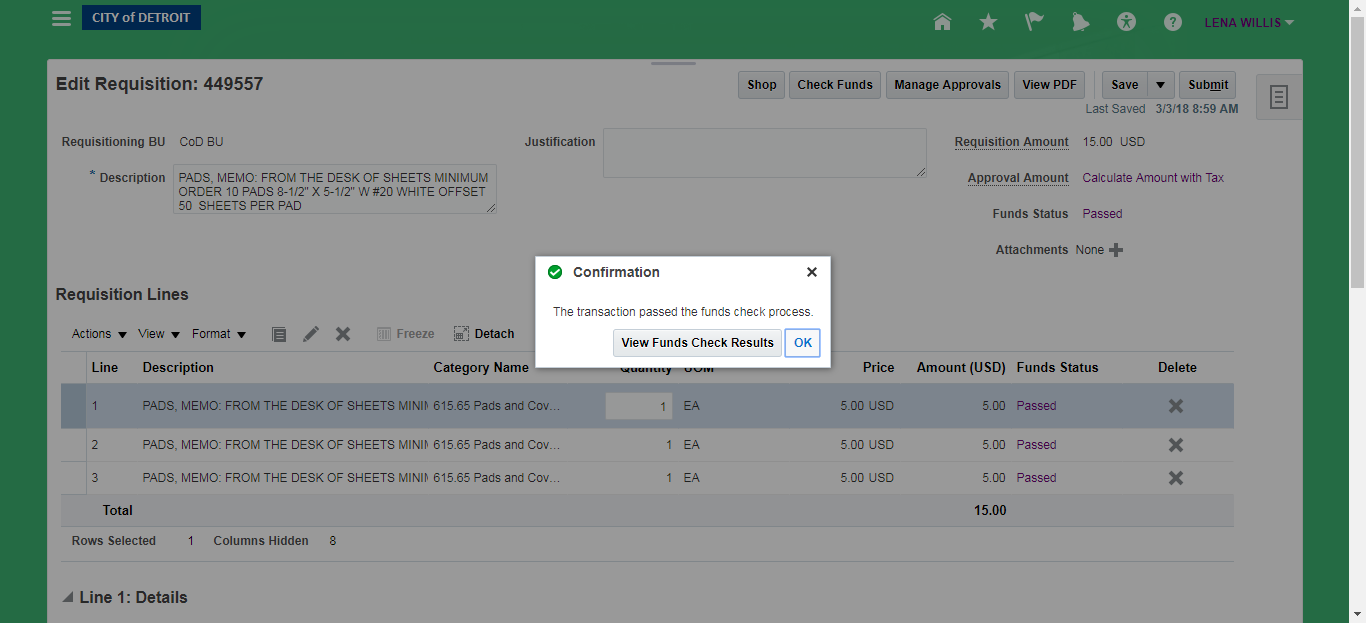 CITY of DETROIT
LENA WILLIS
Edit Requisition: 449557
Shop
Check Funds
Manage Approvals
View PDF
Save
Submit
Last Saved 3/3/18 8:59 AM
Requisitioning BU CoD BU
Justification
Requisition Amount 15.00 USD
* Description
PADS, MEMO: FROM THE DESK OF SHEETS MINIMUM
ORDER 10 PADS 8-1/2" X 5-1/2" W #20 WHITE OFFSET
50 SHEETS PER PAD
Approval Amount Calculate Amount with Tax
Funds Status Passed
Attachments None
Confirmation
The transaction passed the funds check process.
View Funds Check Results
OK
Requisition Lines
Actions View Format Freeze Detach
Line Description Category Name Quantity UOM Price Amount (USD) Funds Status Delete
1 PADS, MEMO: FROM THE DESK OF SHEETS MINI 615.65 Pads and Cov... 1 EA 5.00 USD 5.00 Passed
2 PADS, MEMO: FROM THE DESK OF SHEETS MINI 615.65 Pads and Cov... 1 EA 5.00 USD 5.00 Passed
3 PADS, MEMO: FROM THE DESK OF SHEETS MINI 615.65 Pads and Cov... 1 EA 5.00 USD 5.00 Passed
Total 15.00
Rows Selected 1 Columns Hidden 8
Line 1: Details